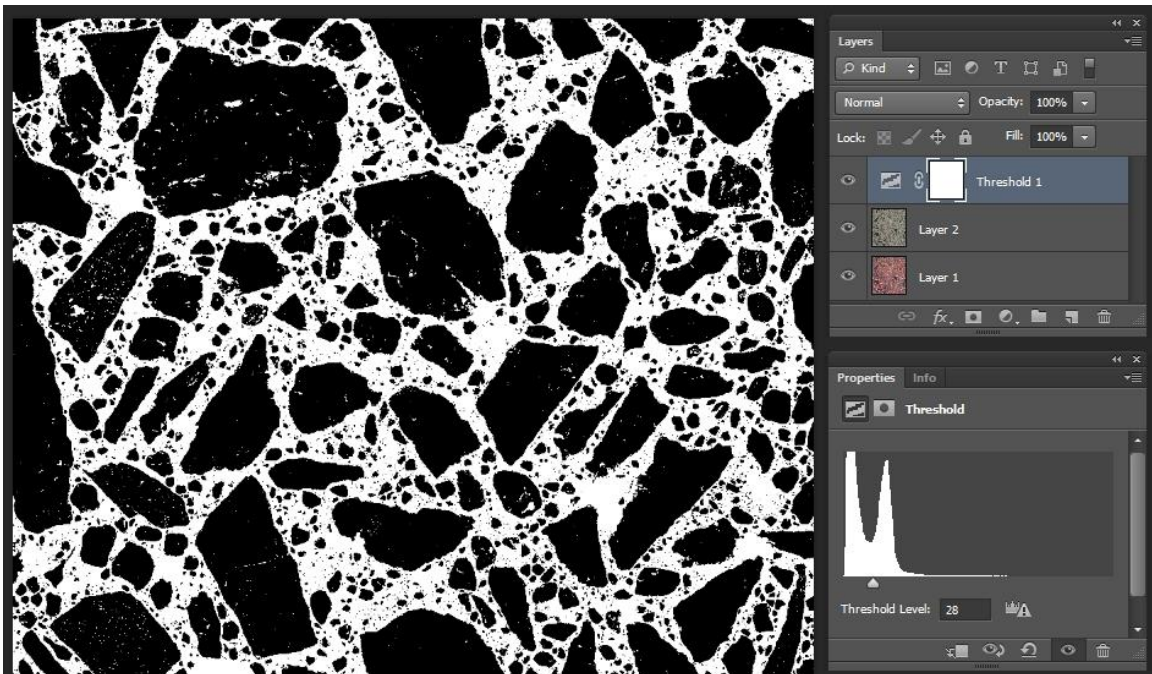 Layers
Kind
Normal Opacity: 100%
Lock: Fill: 100%
Threshold 1
Layer 2
Layer 1
fx
Properties Info
Threshold
Threshold Level: 28